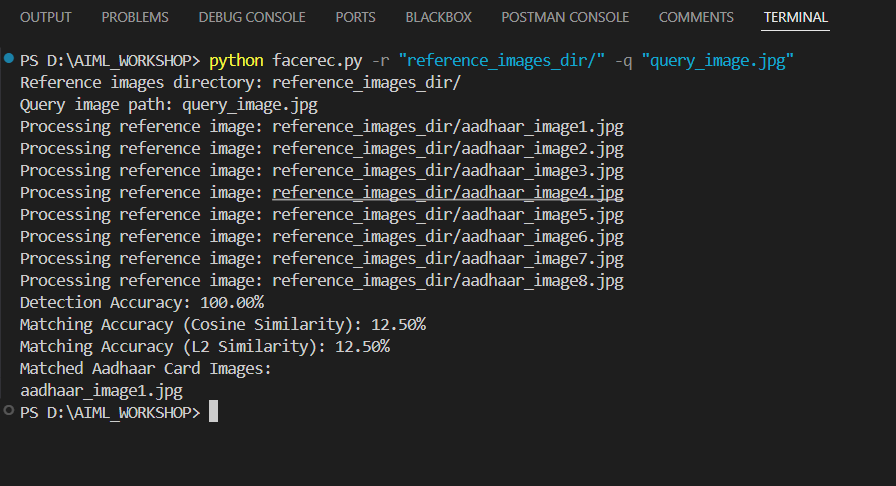 OUTPUT PROBLEMS DEBUG CONSOLE PORTS BLACKBOX POSTMAN CONSOLE COMMENTS TERMINAL
PS D:\AIML_WORKSHOP> python facerec.py -r "reference_images_dir/" -q "query_image.jpg"
Reference images directory: reference_images_dir/
Query image path: query_image.jpg
Processing reference image: reference_images_dir/aadhaar_image1.jpg
Processing reference image: reference_images_dir/aadhaar_image2.jpg
Processing reference image: reference_images_dir/aadhaar_image3.jpg
Processing reference image: reference_images_dir/aadhaar_image4.jpg
Processing reference image: reference_images_dir/aadhaar_image5.jpg
Processing reference image: reference_images_dir/aadhaar_image6.jpg
Processing reference image: reference_images_dir/aadhaar_image7.jpg
Processing reference image: reference_images_dir/aadhaar_image8.jpg
Detection Accuracy: 100.00%
Matching Accuracy (Cosine Similarity): 12.50%
Matching Accuracy (L2 Similarity): 12.50%
Matched Aadhaar Card Images:
aadhaar_image1.jpg
PS D:\AIML_WORKSHOP>